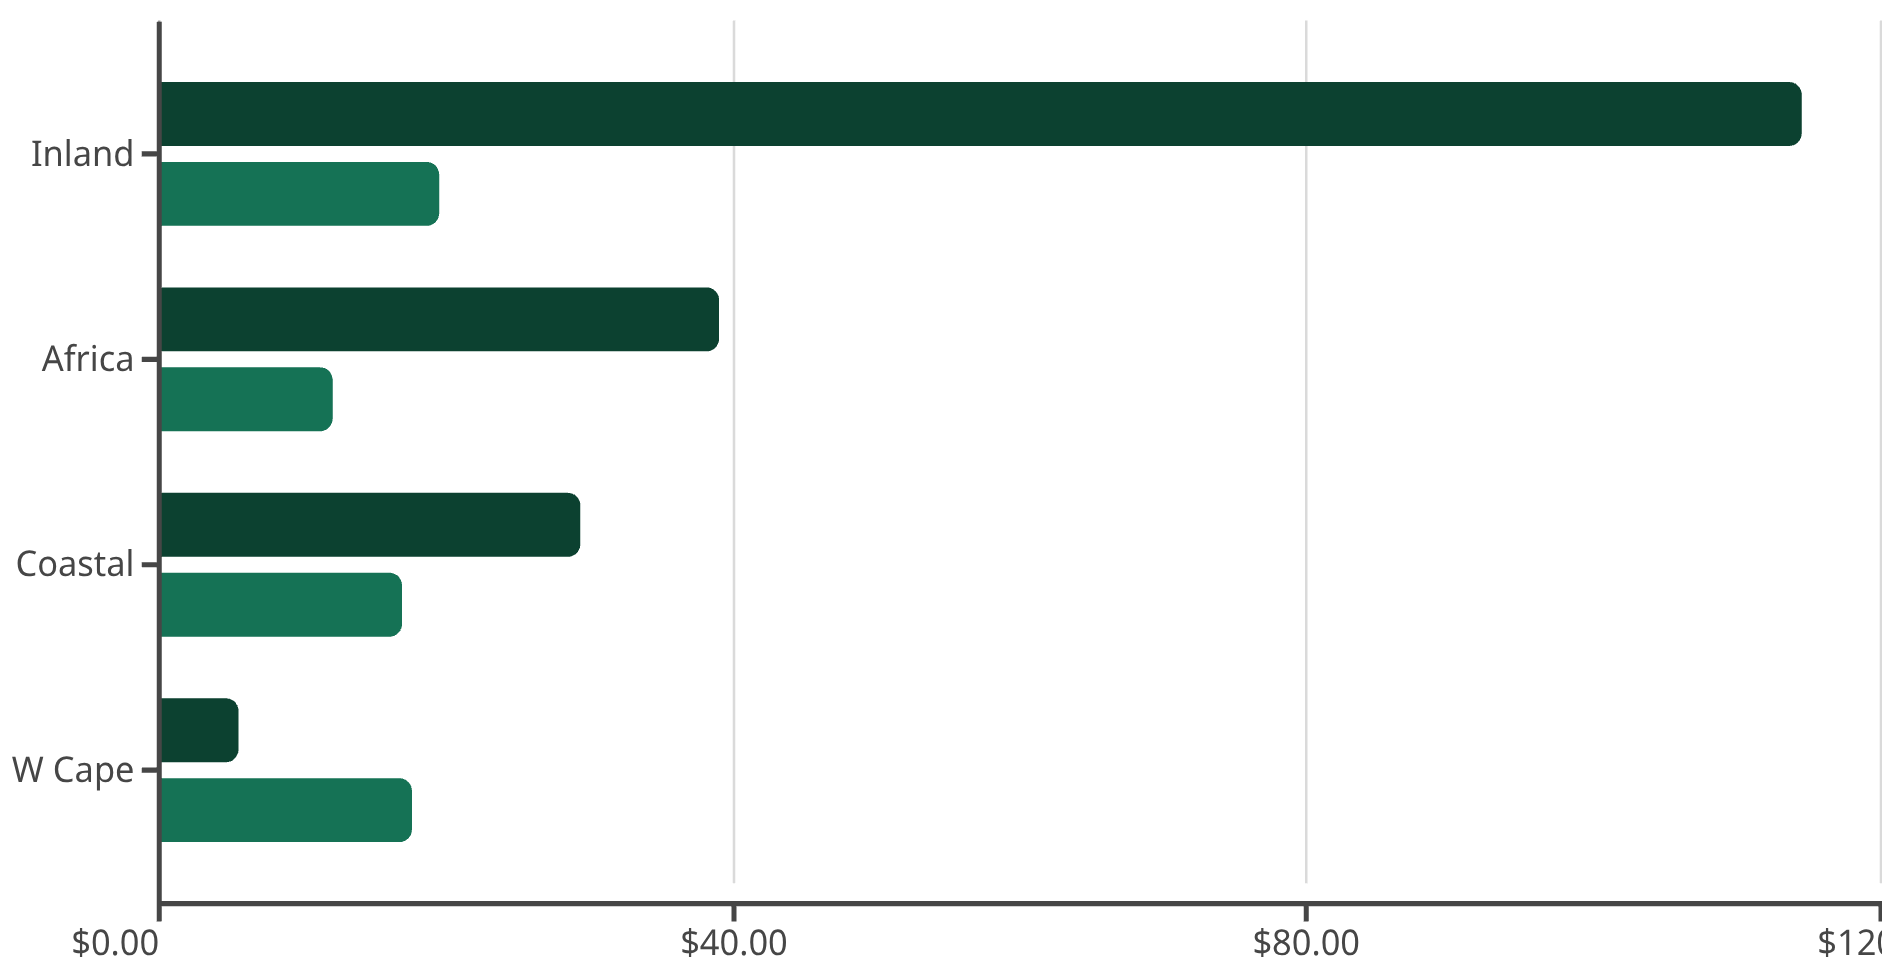 Inland
Africa
Coastal
W Cape
$0.00 $40.00 $80.00